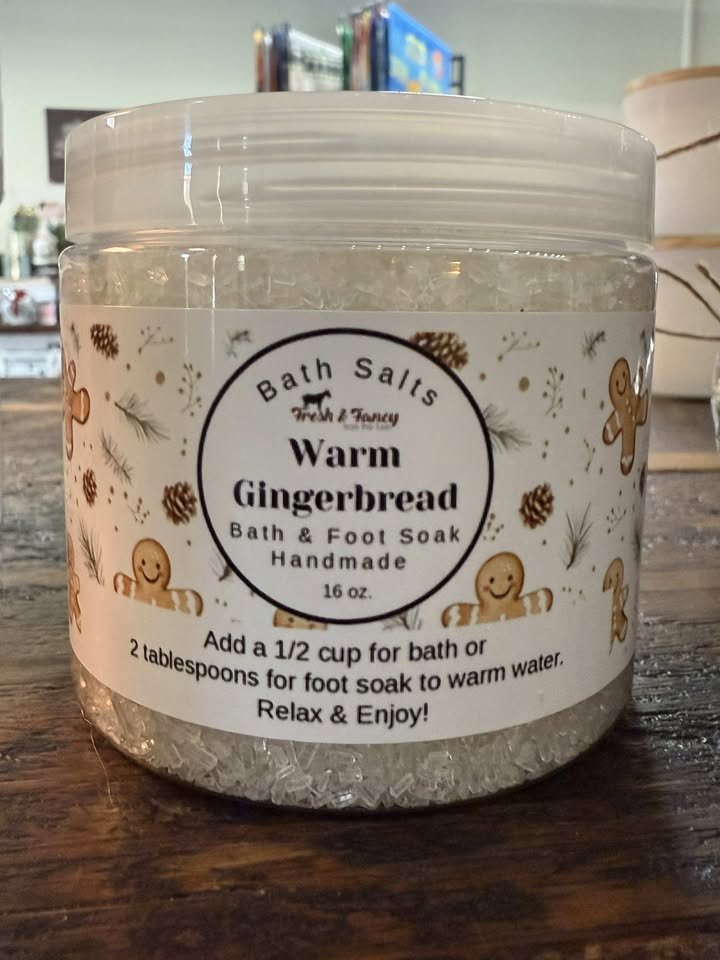 Bath Salts
Fresh & Fancy
Warm
Gingerbread
Bath & Foot Soak
Handmade
16 oz.
Add a 1/2 cup for bath or
2 tablespoons for foot soak to warm water.
Relax & Enjoy!